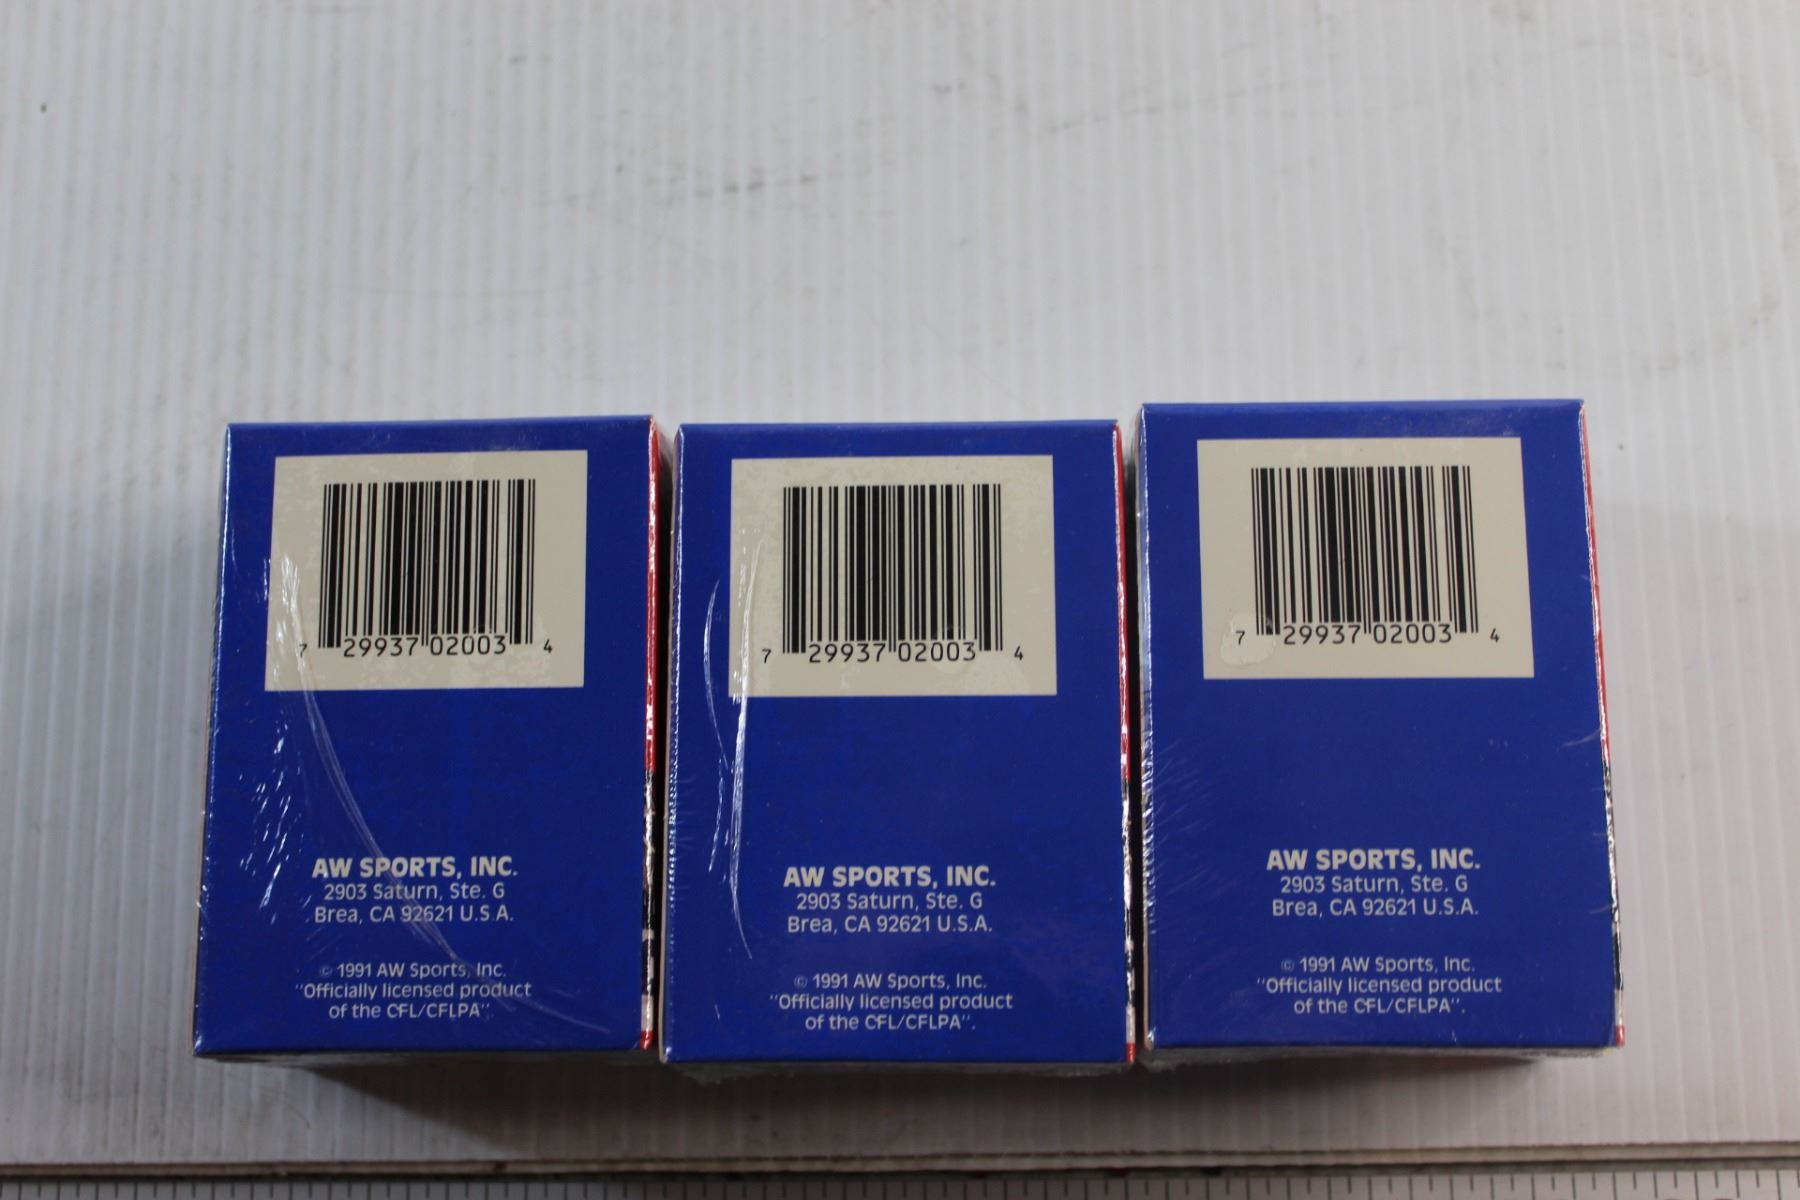 7 29937 02003 4
AW SPORTS, INC.
2903 Saturn, Ste. G
Brea, CA 92621 U.S.A.
© 1991 AW Sports, Inc.
"Officially licensed product
of the CFL/CFLPA".
7 29937 02003 4
AW SPORTS, INC.
2903 Saturn, Ste. G
Brea, CA 92621 U.S.A.
© 1991 AW Sports, Inc.
"Officially licensed product
of the CFL/CFLPA".
7 29937 02003 4
AW SPORTS, INC.
2903 Saturn, Ste. G
Brea, CA 92621 U.S.A.
© 1991 AW Sports, Inc.
"Officially licensed product
of the CFL/CFLPA".